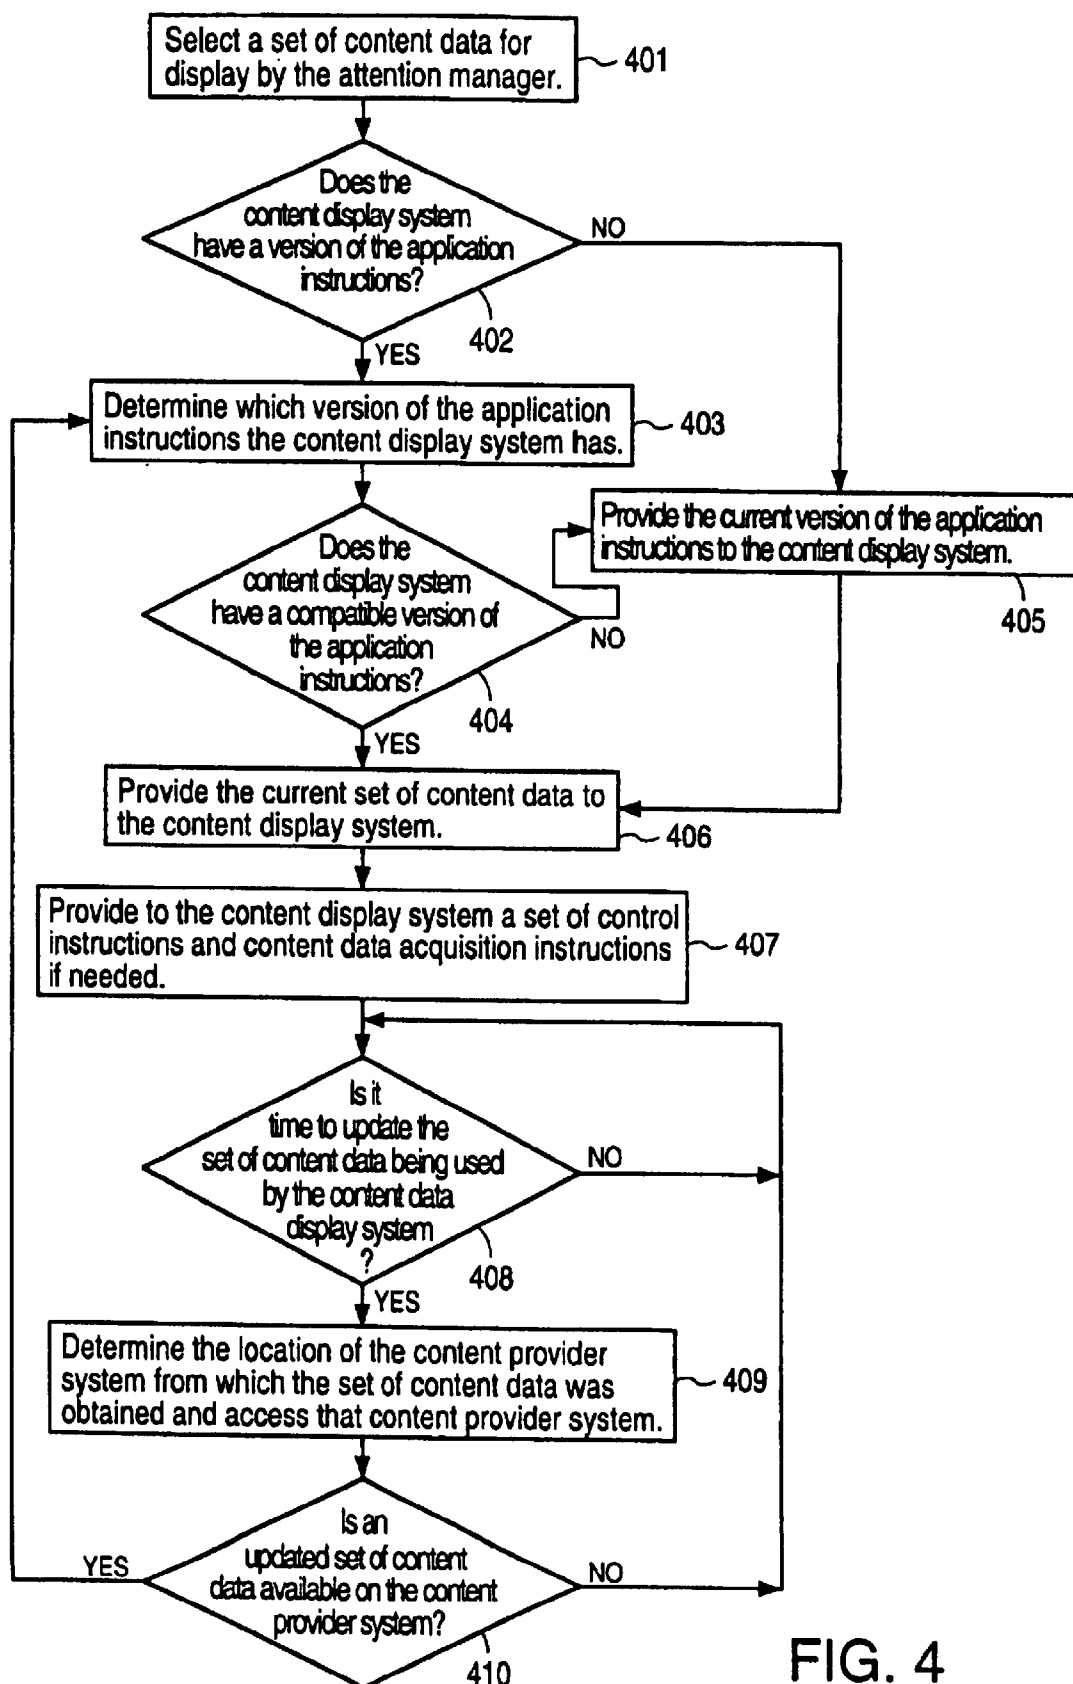 Select a set of content data for
display by the attention manager.
401
Does the
content display system
have a version of the application
instructions?
NO
402
YES
Determine which version of the application
instructions the content display system has.
403
Provide the current version of the application
instructions to the content display system.
405
Does the
content display system
have a compatible version of
the application
instructions?
NO
404
YES
Provide the current set of content data to
the content display system.
406
Provide to the content display system a set of control
instructions and content data acquisition instructions
if needed.
407
Is it
time to update the
set of content data being used
by the content data
display system
?
NO
408
YES
Determine the location of the content provider
system from which the set of content data was
obtained and access that content provider system.
409
Is an
updated set of content
data available on the content
provider system?
YES
NO
410
FIG. 4